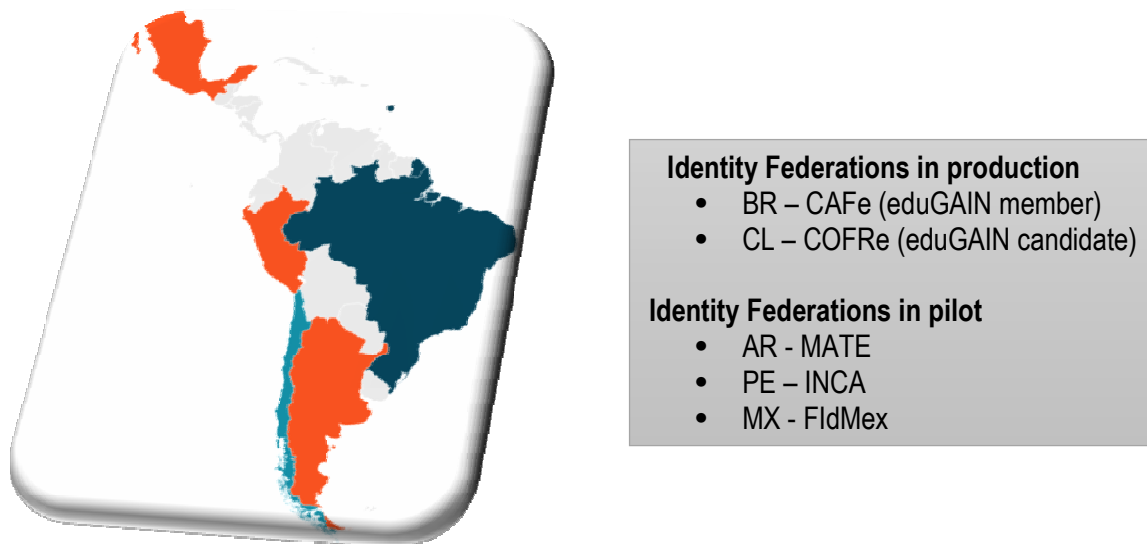 Identity Federations in production
• BR – CAFe (eduGAIN member)
• CL – COFRe (eduGAIN candidate)
Identity Federations in pilot
• AR - MATE
• PE – INCA
• MX - FIdMex